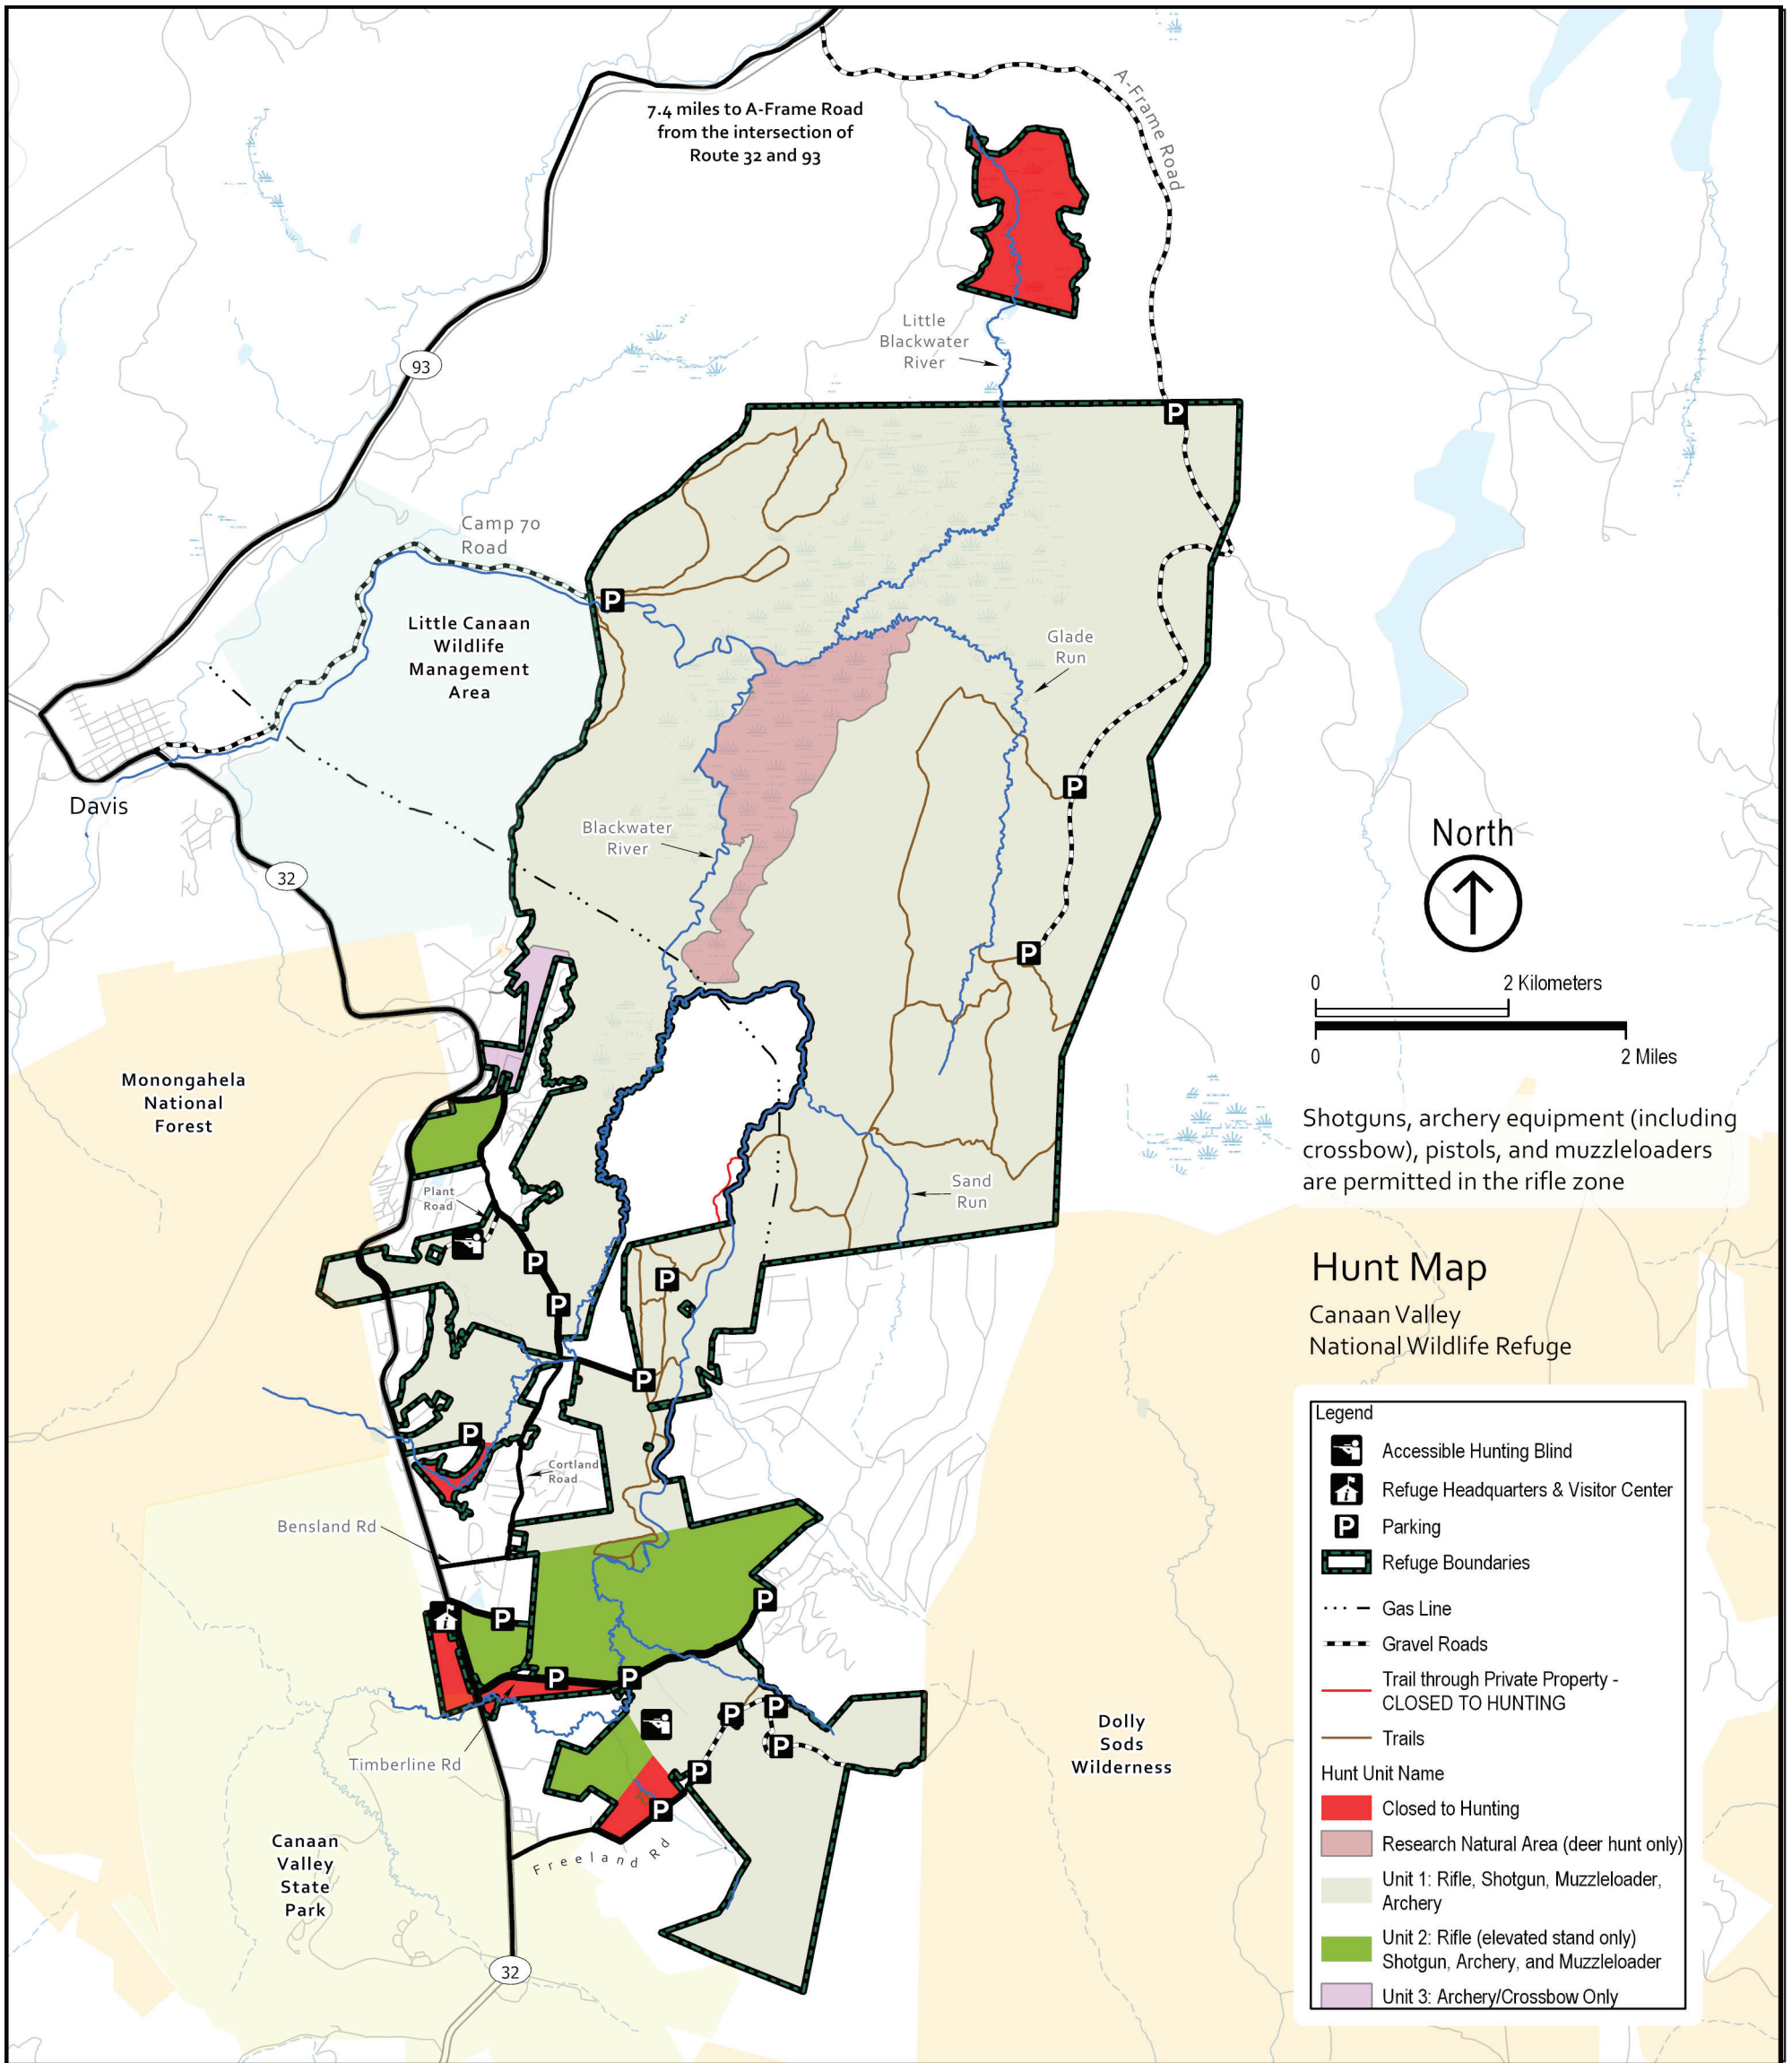 7.4 miles to A-Frame Road
from the intersection of
Route 32 and 93
A-Frame Road
Little
Blackwater
River
93
Camp 70
Road
P
P
Little Canaan
Wildlife
Management
Area
Glade
Run
Davis
P
Blackwater
River
32
North
P
0
2 Kilometers
0
2 Miles
Monongahela
National
Forest
Shotguns, archery equipment (including
crossbow), pistols, and muzzleloaders
are permitted in the rifle zone
Plant
Road
Sand
Run
P
P
P
Hunt Map
Canaan Valley
National Wildlife Refuge
P
P
Cortland
Road
Bensland Rd
P
P
P
P
Timberline Rd
P
P
P
P
P
Dolly
Sods
Wilderness
Canaan
Valley
State
Park
Freeland Rd
32
Legend
Accessible Hunting Blind
i
Refuge Headquarters & Visitor Center
P
Parking
Refuge Boundaries
Gas Line
Gravel Roads
Trail through Private Property -
CLOSED TO HUNTING
Trails
Hunt Unit Name
Closed to Hunting
Research Natural Area (deer hunt only)
Unit 1: Rifle, Shotgun, Muzzleloader,
Archery
Unit 2: Rifle (elevated stand only)
Shotgun, Archery, and Muzzleloader
Unit 3: Archery/Crossbow Only